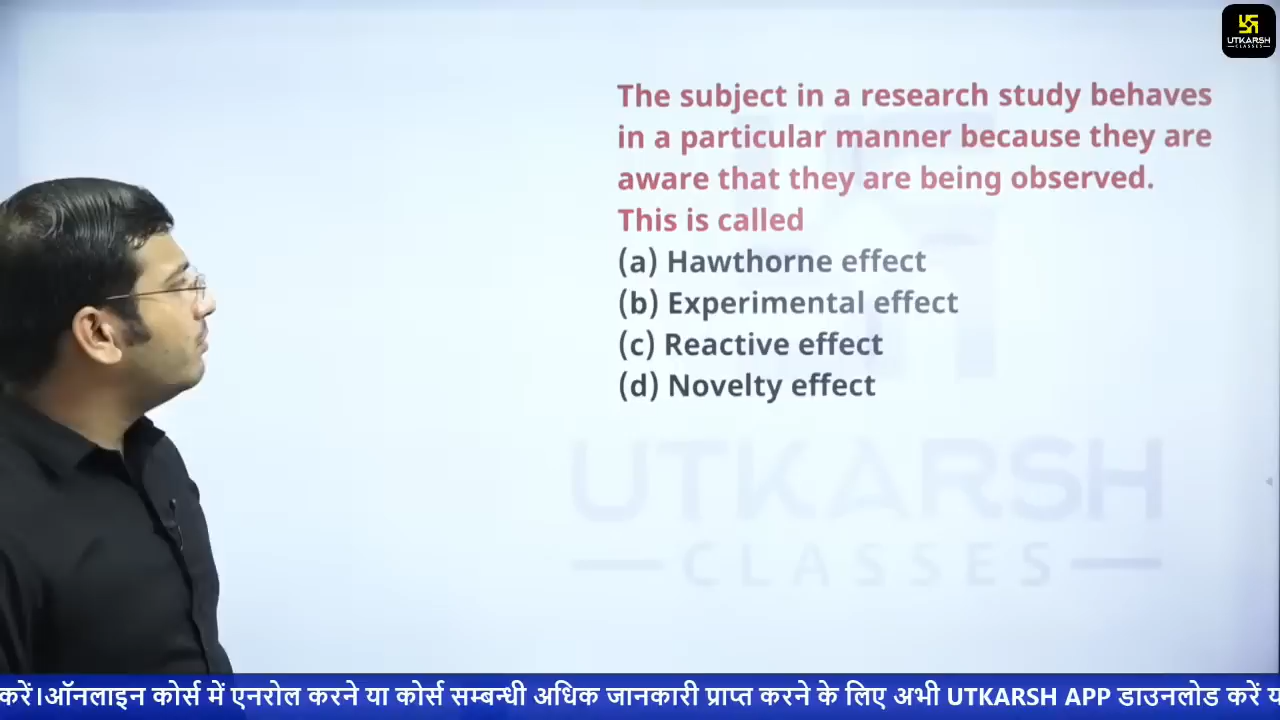 UTKARSH
CLASSES
The subject in a research study behaves
in a particular manner because they are
aware that they are being observed.
This is called
(a) Hawthorne effect
(b) Experimental effect
(c) Reactive effect
(d) Novelty effect
UTKARSH
CLASSES
करें।ऑनलाइन कोर्स में एनरोल करने या कोर्स सम्बन्धी अधिक जानकारी प्राप्त करने के लिए अभी UTKARSH APP डाउनलोड करें